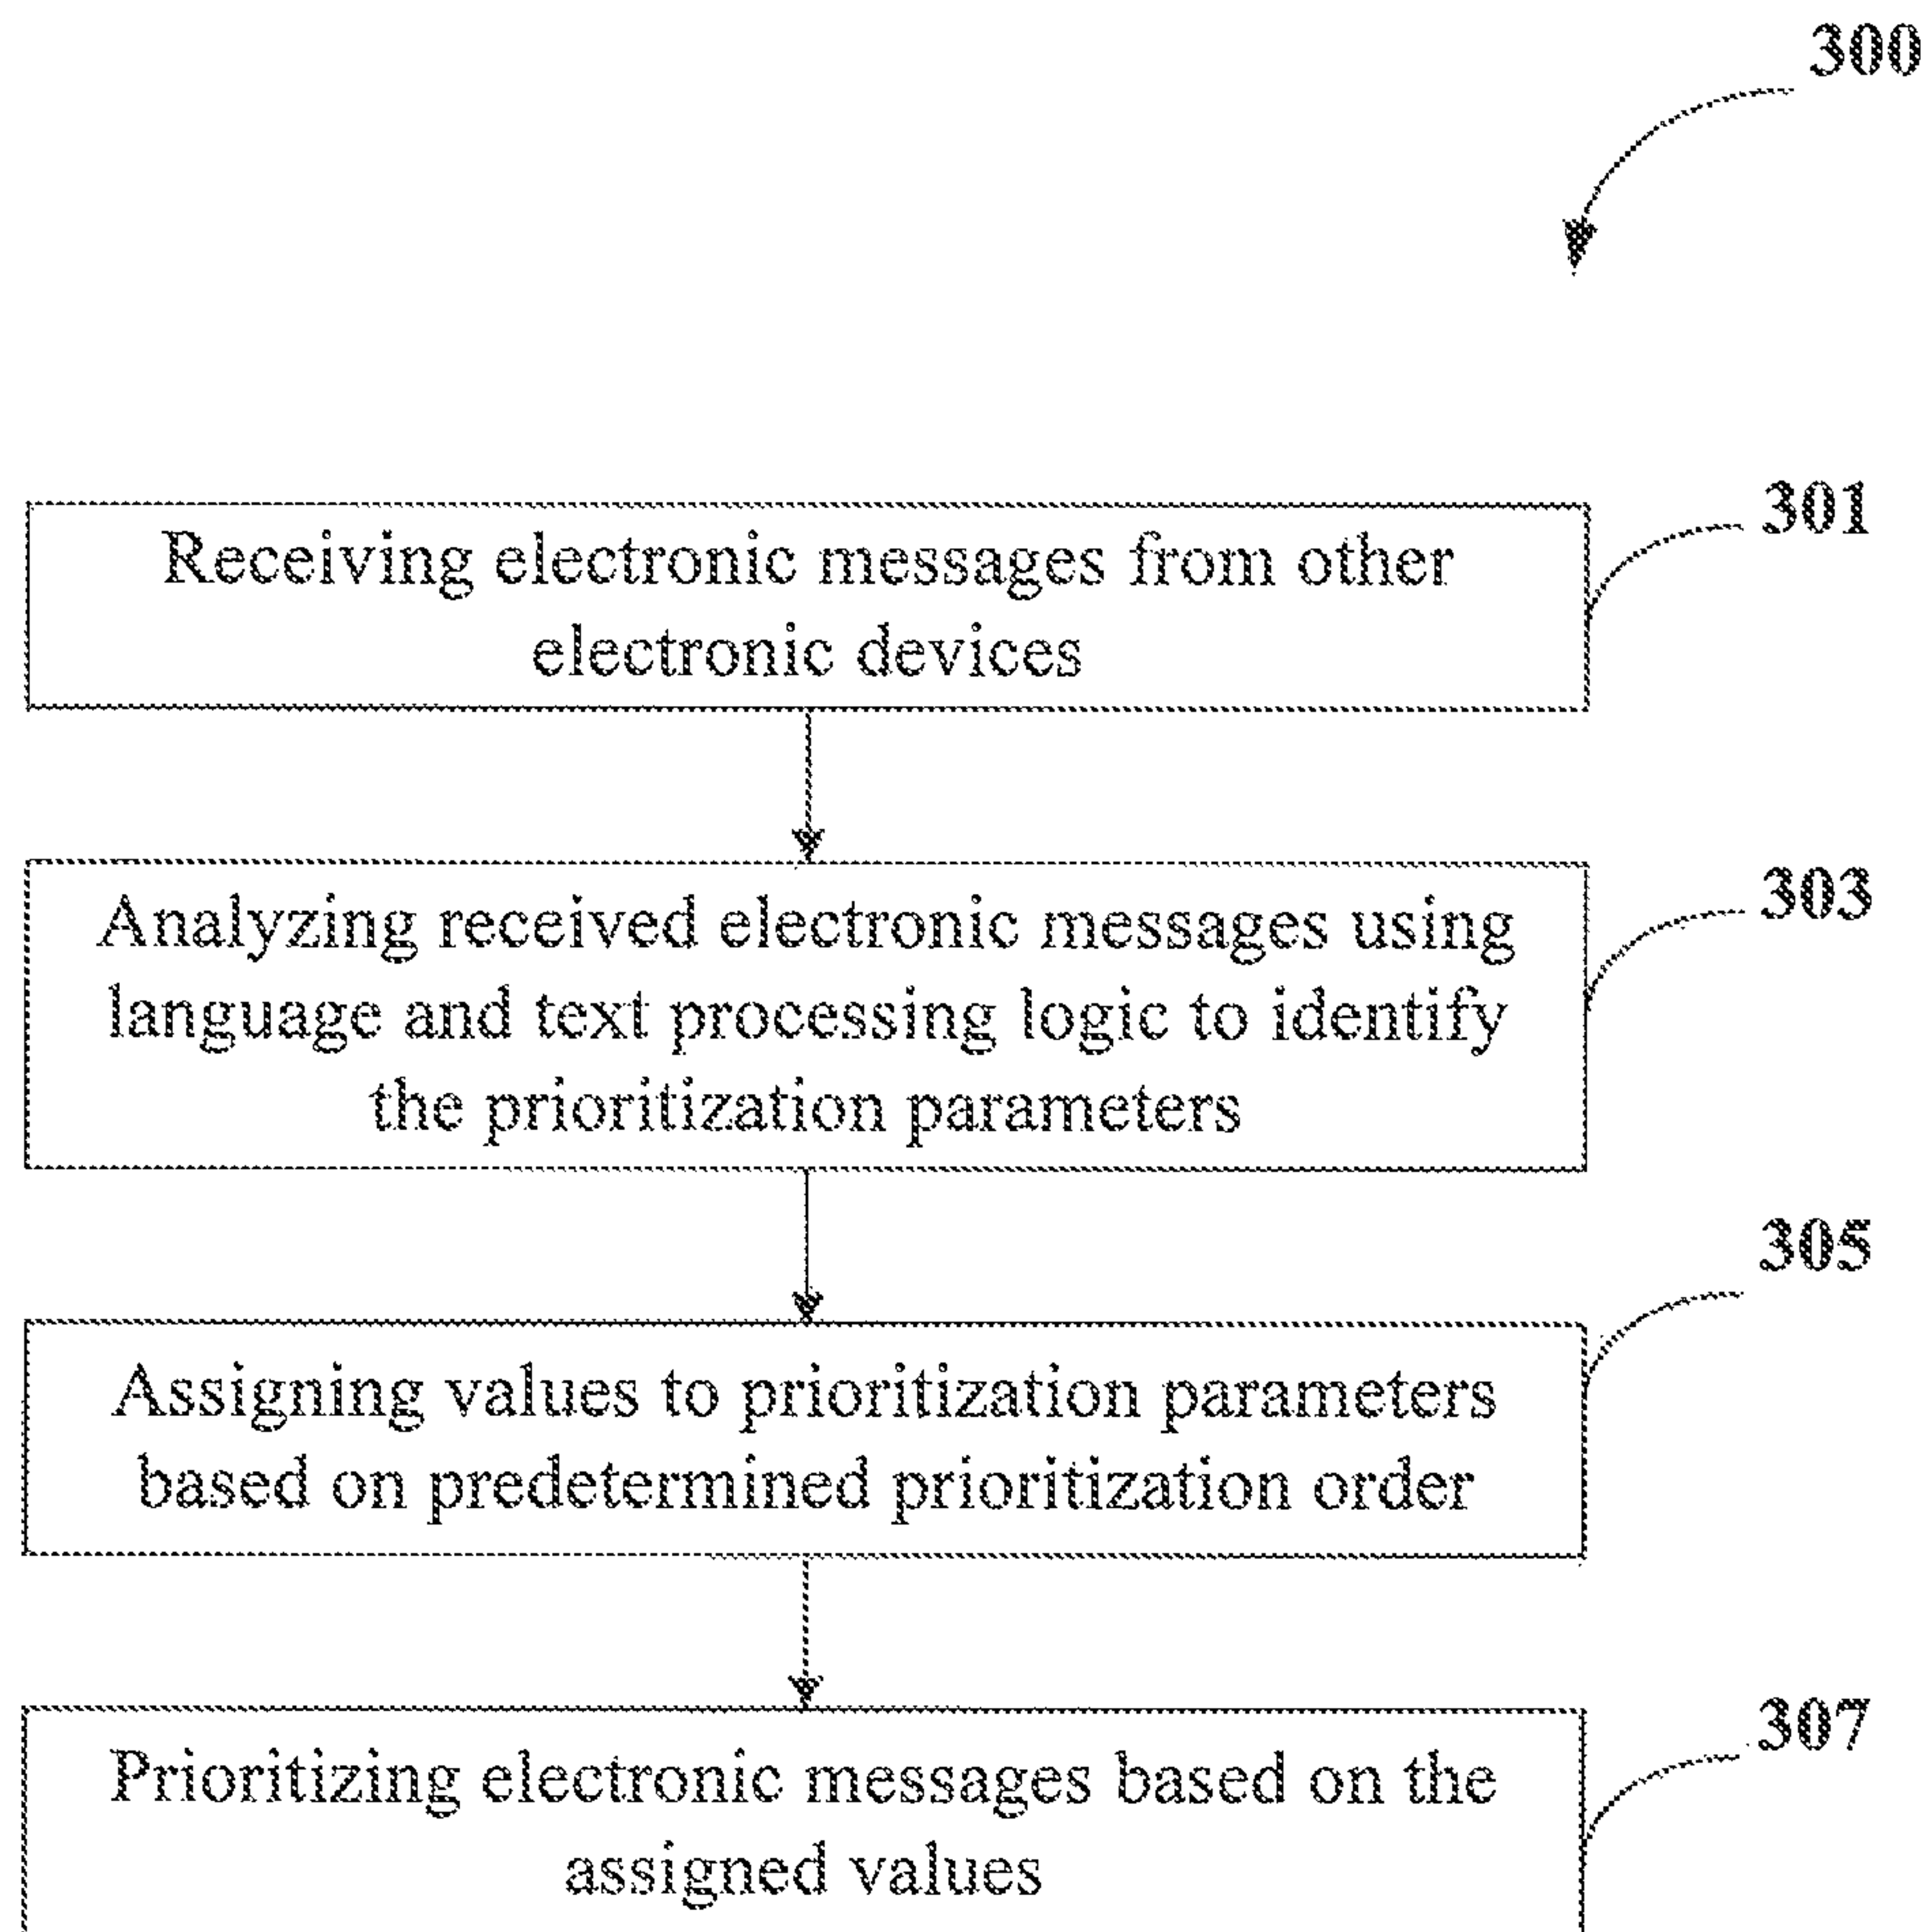 300
301
Receiving electronic messages from other
electronic devices
303
Analyzing received electronic messages using
language and text processing logic to identify
the prioritization parameters
305
Assigning values to prioritization parameters
based on predetermined prioritization order
307
Prioritizing electronic messages based on the
assigned values